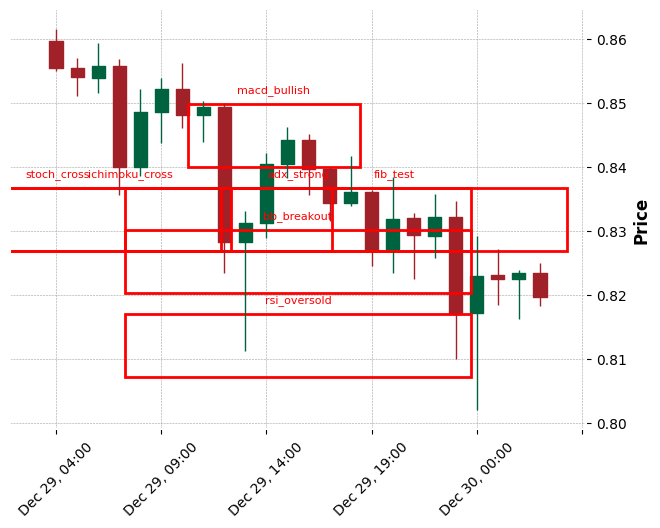 0.86
macd_bullish
0.85
0.84
stoch_cross
ichimoku_cross
adx_strong
fib_test
0.83
Price
0.82
rsi_oversold
0.81
0.80
Dec 29, 04:00
Dec 29, 09:00
Dec 29, 14:00
Dec 29, 19:00
Dec 30, 00:00